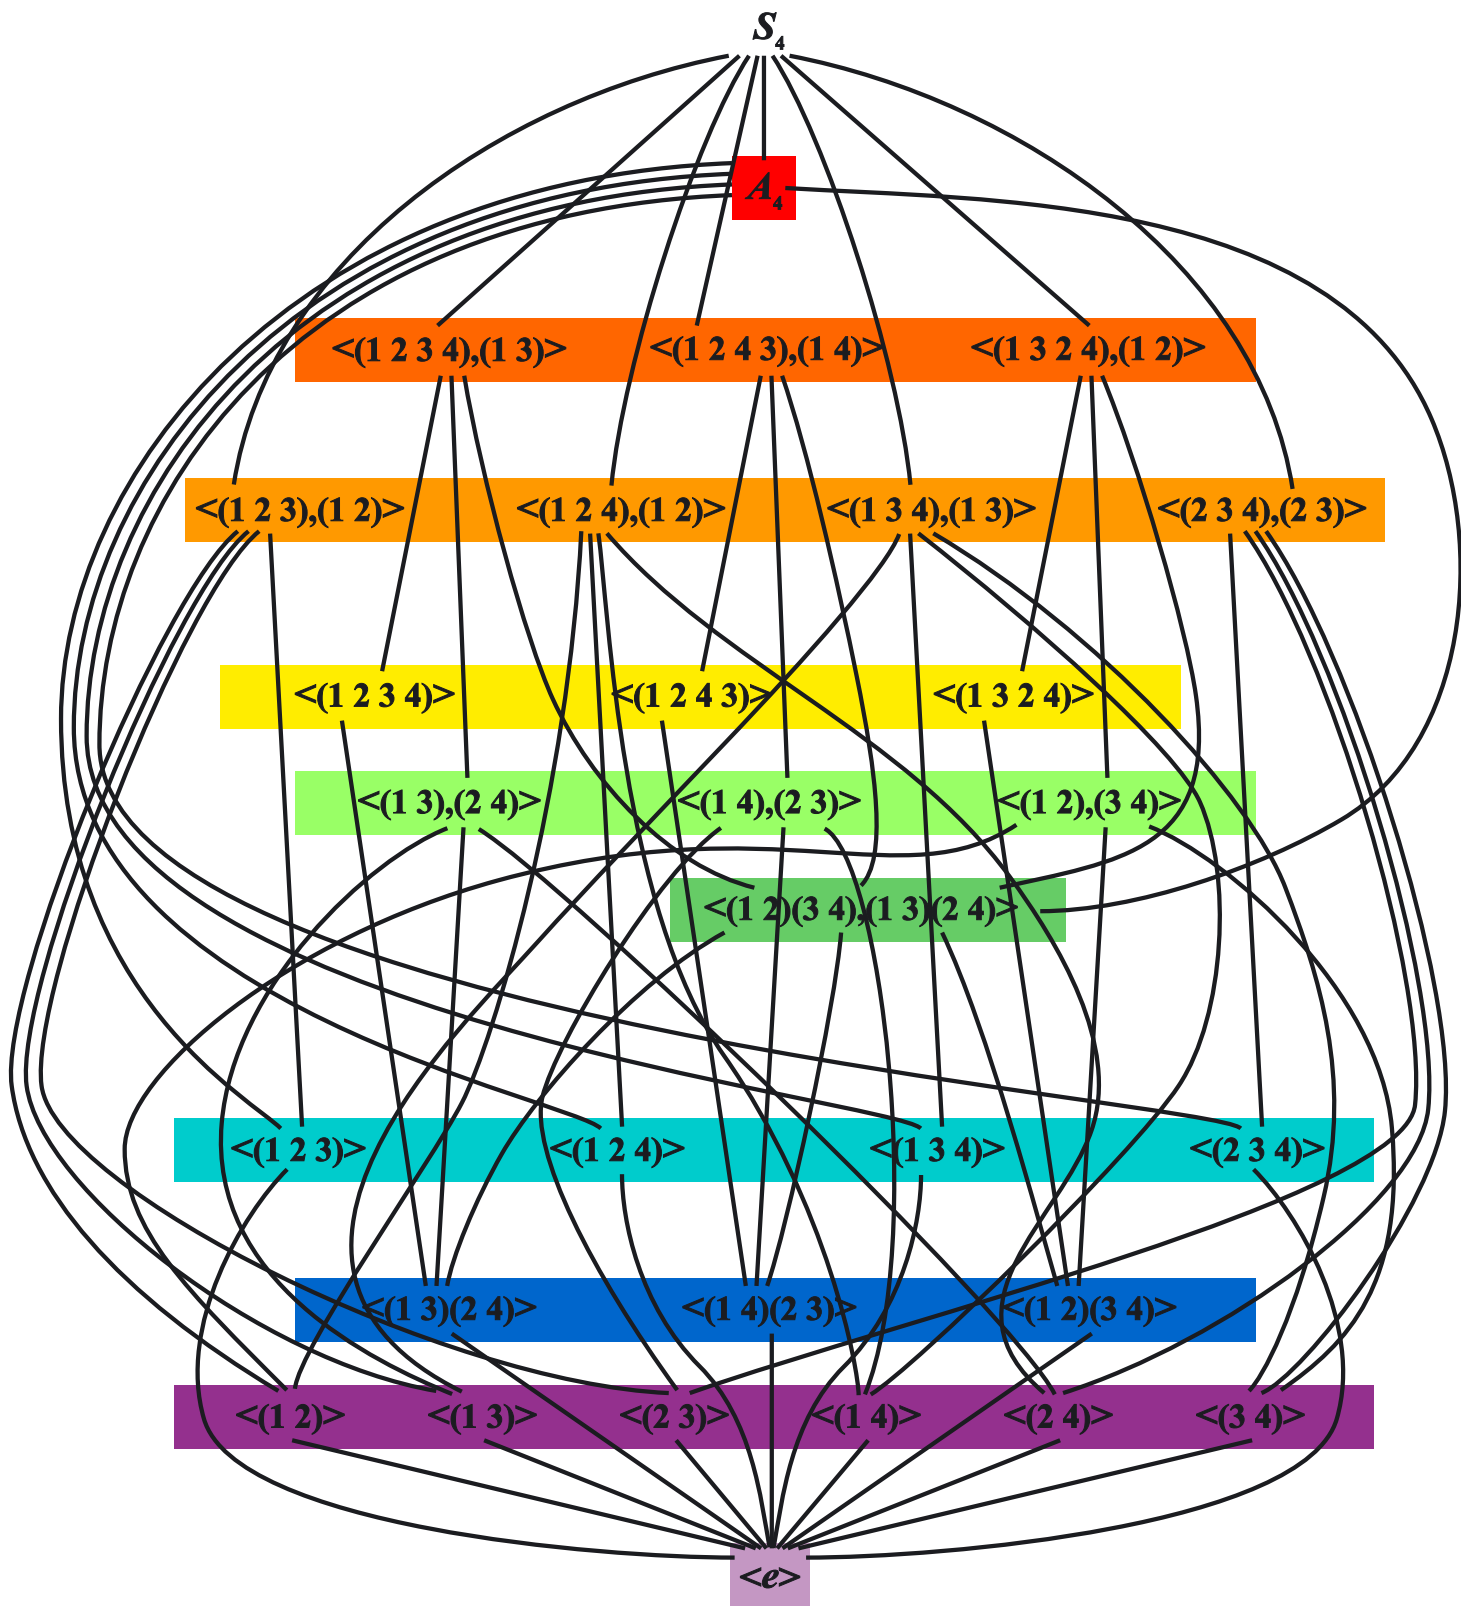 S₄
A₄
<(1 2 3 4),(1 3)> <(1 2 4 3),(1 4)> <(1 3 2 4),(1 2)>
<(1 2 3),(1 2)> <(1 2 4),(1 2)> <(1 3 4),(1 3)> <(2 3 4),(2 3)>
<(1 2 3 4)> <(1 2 4 3)> <(1 3 2 4)>
<(1 3),(2 4)> <(1 4),(2 3)> <(1 2),(3 4)>
<(1 2)(3 4),(1 3)(2 4)>
<(1 2 3)> <(1 2 4)> <(1 3 4)> <(2 3 4)>
<(1 3)(2 4)> <(1 4)(2 3)> <(1 2)(3 4)>
<(1 2)> <(1 3)> <(2 3)> <(1 4)> <(2 4)> <(3 4)>
<e>